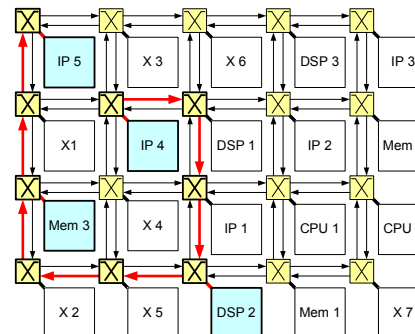 IP 5
X 3
X 6
DSP 3
IP 3
X1
IP 4
DSP 1
IP 2
Mem
Mem 3
X 4
IP 1
CPU 1
CPU
X 2
X 5
DSP 2
Mem 1
X 7